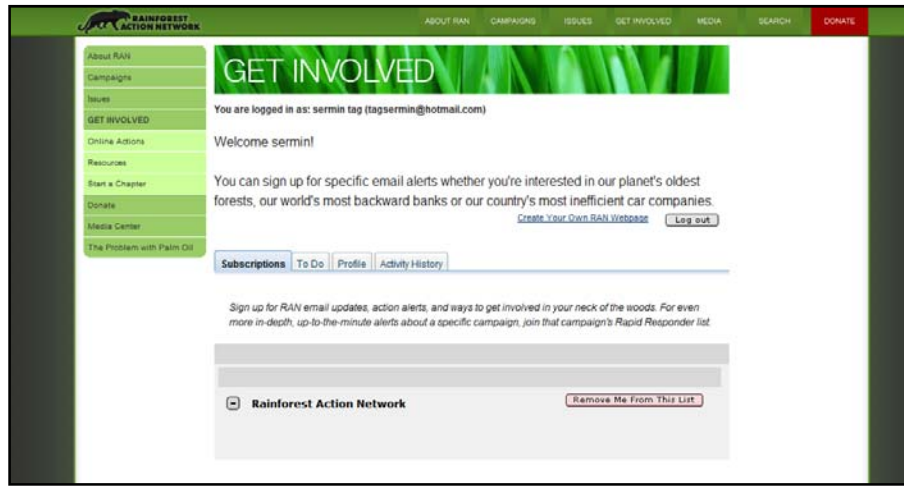 RAINFOREST
ACTION NETWORK
ABOUT RAN CAMPAIGNS ISSUES GET INVOLVED MEDIA SEARCH DONATE
About RAN
Campaigns
Issues
GET INVOLVED
Online Actions
Resources
Start a Chapter
Donate
Media Center
The Problem with Palm Oil
GET INVOLVED
You are logged in as: sermin tag (tagsermin@hotmail.com)
Welcome sermin!
You can sign up for specific email alerts whether you're interested in our planet's oldest
forests, our world's most backward banks or our country's most inefficient car companies.
Create Your Own RAN Webpage Log out
Subscriptions To Do Profile Activity History
Sign up for RAN email updates, action alerts, and ways to get involved in your neck of the woods. For even
more in-depth, up-to-the-minute alerts about a specific campaign, join that campaign's Rapid Responder list.
Rainforest Action Network Remove Me From This List